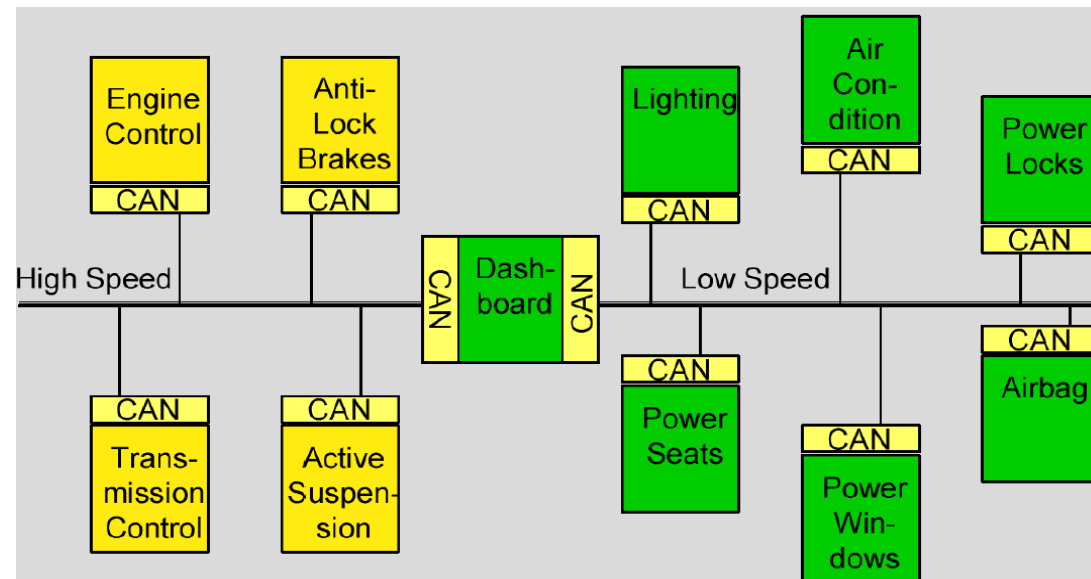 Engine
Control
CAN
Anti-
Lock
Brakes
CAN
Lighting
CAN
Air
Con-
dition
CAN
Power
Locks
CAN
High Speed
CAN
Dash-
board
CAN
Low Speed
CAN
Trans-
mission
Control
CAN
Active
Suspen-
sion
CAN
Power
Seats
CAN
Power
Win-
dows
CAN
Airbag